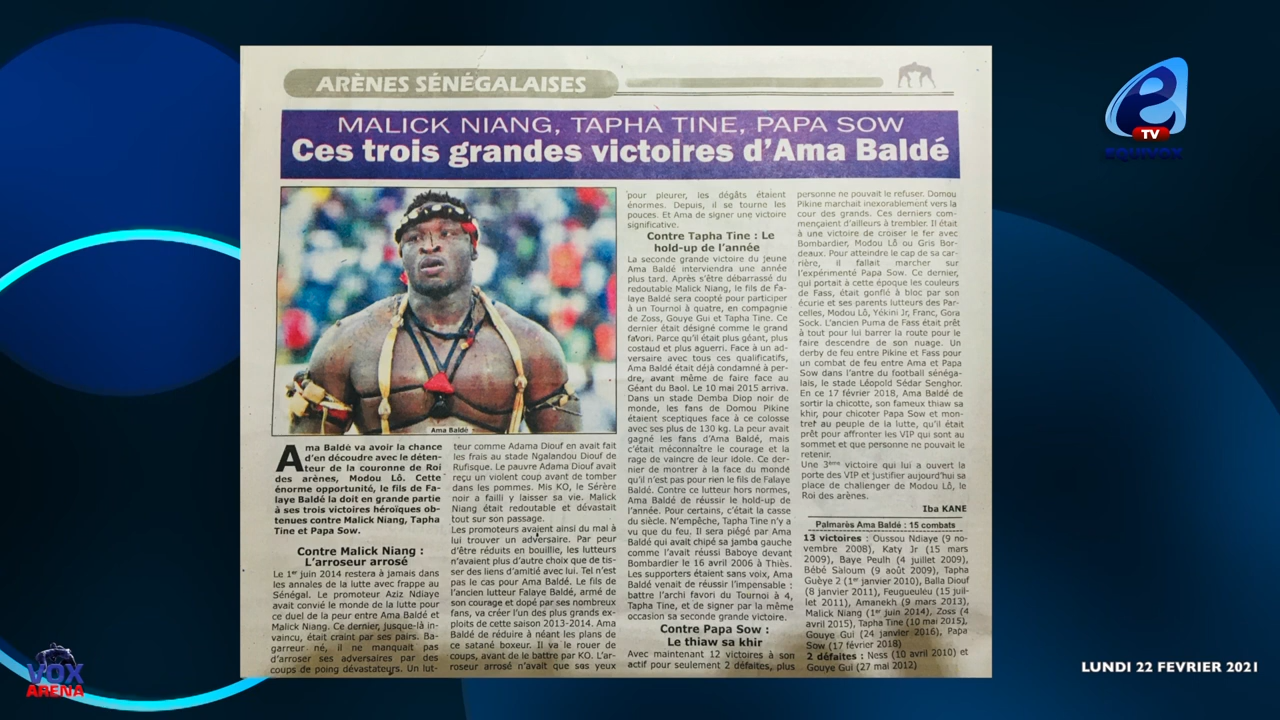 ARÈNES SÉNÉGALAISES
MALICK NIANG, TAPHA TINE, PAPA SOW
Ces trois grandes victoires d'Ama Baldé
Ama Baldé
Ama Baldé va avoir la chance
d'en découdre avec le déten-
teur de la couronne de Roi
des arènes, Modou Lô. Cette
énorme opportunité, le fils de Fa-
laye Baldé la doit en grande partie
à ses trois victoires héroïques ob-
tenues contre Malick Niang, Tapha
Tine et Papa Sow.
Contre Malick Niang :
L'arroseur arrosé
Le 1er juin 2014 restera à jamais dans
les annales de la lutte avec frappe au
Sénégal. Le promoteur Aziz Ndiaye
avait convié le monde de la lutte pour
ce duel de la peur entre Ama Baldé et
Malick Niang. Ce dernier, jusque-là in-
vaincu, était craint par ses pairs. Ba-
garreur né, il ne manquait pas
d'arroser ses adversaires par des
coups de poing dévastateurs. Un lut-
teur comme Adama Diouf en avait fait
les frais au stade Ngalandou Diouf de
Rufisque. Le pauvre Adama Diouf avait
reçu un violent coup avant de tomber
dans les pommes. Mis KO, le Sérère
noir a failli y laisser sa vie. Malick
Niang était redoutable et dévastait
tout sur son passage.
Les promoteurs avaient ainsi du mal à
lui trouver un adversaire. Par peur
d'être réduits en bouillie, les lutteurs
n'avaient plus d'autre choix que de tis-
ser des liens d'amitié avec lui. Tel n'est
pas le cas pour Ama Baldé. Le fils de
l'ancien lutteur Falaye Baldé, armé de
son courage et dopé par ses nombreux
fans, va créer l'un des plus grands ex-
ploits de cette saison 2013-2014. Ama
Baldé de réduire à néant les plans de
ce satané boxeur. Il va le rouer de
coups, avant de le battre par KO. L'ar-
roseur arrosé n'avait que ses yeux
pour pleurer, les dégâts étaient
énormes. Depuis, il se tourne les
pouces. Et Ama de signer une victoire
significative.
Contre Tapha Tine : Le
hold-up de l'année
La seconde grande victoire du jeune
Ama Baldé interviendra une année
plus tard. Après s'être débarrassé du
redoutable Malick Niang, le fils de Fa-
laye Baldé sera coopté pour participer
à un Tournoi à quatre, en compagnie
de Zoss, Gouye Gui et Tapha Tine. Ce
dernier était désigné comme le grand
favori. Parce qu'il était plus géant, plus
costaud et plus aguerri. Face à un ad-
versaire avec tous ces qualificatifs,
Ama Baldé était déjà condamné à per-
dre, avant même de faire face au
Géant du Baol. Le 10 mai 2015 arriva.
Dans un stade Demba Diop noir de
monde, les fans de Domou Pikine
étaient sceptiques face à ce colosse
avec ses plus de 130 kg. La peur avait
gagné les fans d'Ama Baldé, mais
c'était méconnaître le courage et la
rage de vaincre de leur idole. Ce der-
nier de montrer à la face du monde
qu'il n'est pas pour rien le fils de Falaye
Baldé. Contre ce lutteur hors normes,
Ama Baldé de réussir le hold-up de
l'année. Pour certains, c'était la casse
du siècle. N'empêche, Tapha Tine n'y a
vu que du feu. Il sera piégé par Ama
Baldé qui avait chipé sa jambe gauche
comme l'avait réussi Baboye devant
Bombardier le 16 avril 2006 à Thiès.
Les supporters étaient sans voix, Ama
Baldé venait de réussir l'impensable :
battre l'archi favori du Tournoi à 4,
Tapha Tine, et de signer par la même
occasion sa seconde grande victoire.
Contre Papa Sow :
Le thiaw sa khir
Avec maintenant 12 victoires à son
actif pour seulement 2 défaites, plus
personne ne pouvait le refuser. Domou
Pikine marchait inexorablement vers la
cour des grands. Ces derniers com-
mençaient d'ailleurs à trembler. Il était
à une victoire de croiser le fer avec
Bombardier, Modou Lô ou Gris Bor-
deaux. Pour atteindre le cap de sa car-
rière, il fallait marcher sur
l'expérimenté Papa Sow. Ce dernier,
qui portait à cette époque les couleurs
de Fass, était gonflé à bloc par son
écurie et ses parents lutteurs des Par-
celles, Modou Lô, Yékini Jr, Franc, Gora
Sock. L'ancien Puma de Fass était prêt
à tout pour lui barrer la route pour le
faire descendre de son nuage. Un
derby de feu entre Pikine et Fass pour
un combat de feu entre Ama et Papa
Sow dans l'antre du football sénéga-
lais, le stade Léopold Sédar Senghor.
En ce 17 février 2018, Ama Baldé de
sortir la chicotte, son fameux thiaw sa
khir, pour chicoter Papa Sow et mon-
tref au peuple de la lutte, qu'il était
prêt pour affronter les VIP qui sont au
sommet et que personne ne pouvait le
retenir.
Une 3ème victoire qui lui a ouvert la
porte des VIP et justifier aujourd'hui sa
place de challenger de Modou Lô, le
Roi des arènes.
Iba KANE
Palmarès Ama Baldé : 15 combats
13 victoires : Oussou Ndiaye (9 no-
vembre 2008), Katy Jr (15 mars
2009), Baye Peulh (4 juillet 2009),
Bébé Saloum (9 août 2009), Tapha
Guèye 2 (1er janvier 2010), Balla Diouf
(8 janvier 2011), Feugueuleu (15 juil-
let 2011), Amanekh (9 mars 2013),
Malick Niang (1er juin 2014), Zoss (4
avril 2015), Tapha Tine (10 mai 2015),
Gouye Gui (24 janvier 2016), Papa
Sow (17 février 2018)
2 défaites : Ness (10 avril 2010) et
Gouye Gui (27 mai 2012)
e
TV
EQUIVOX
VOX
ARENA
LUNDI 22 FEVRIER 2021